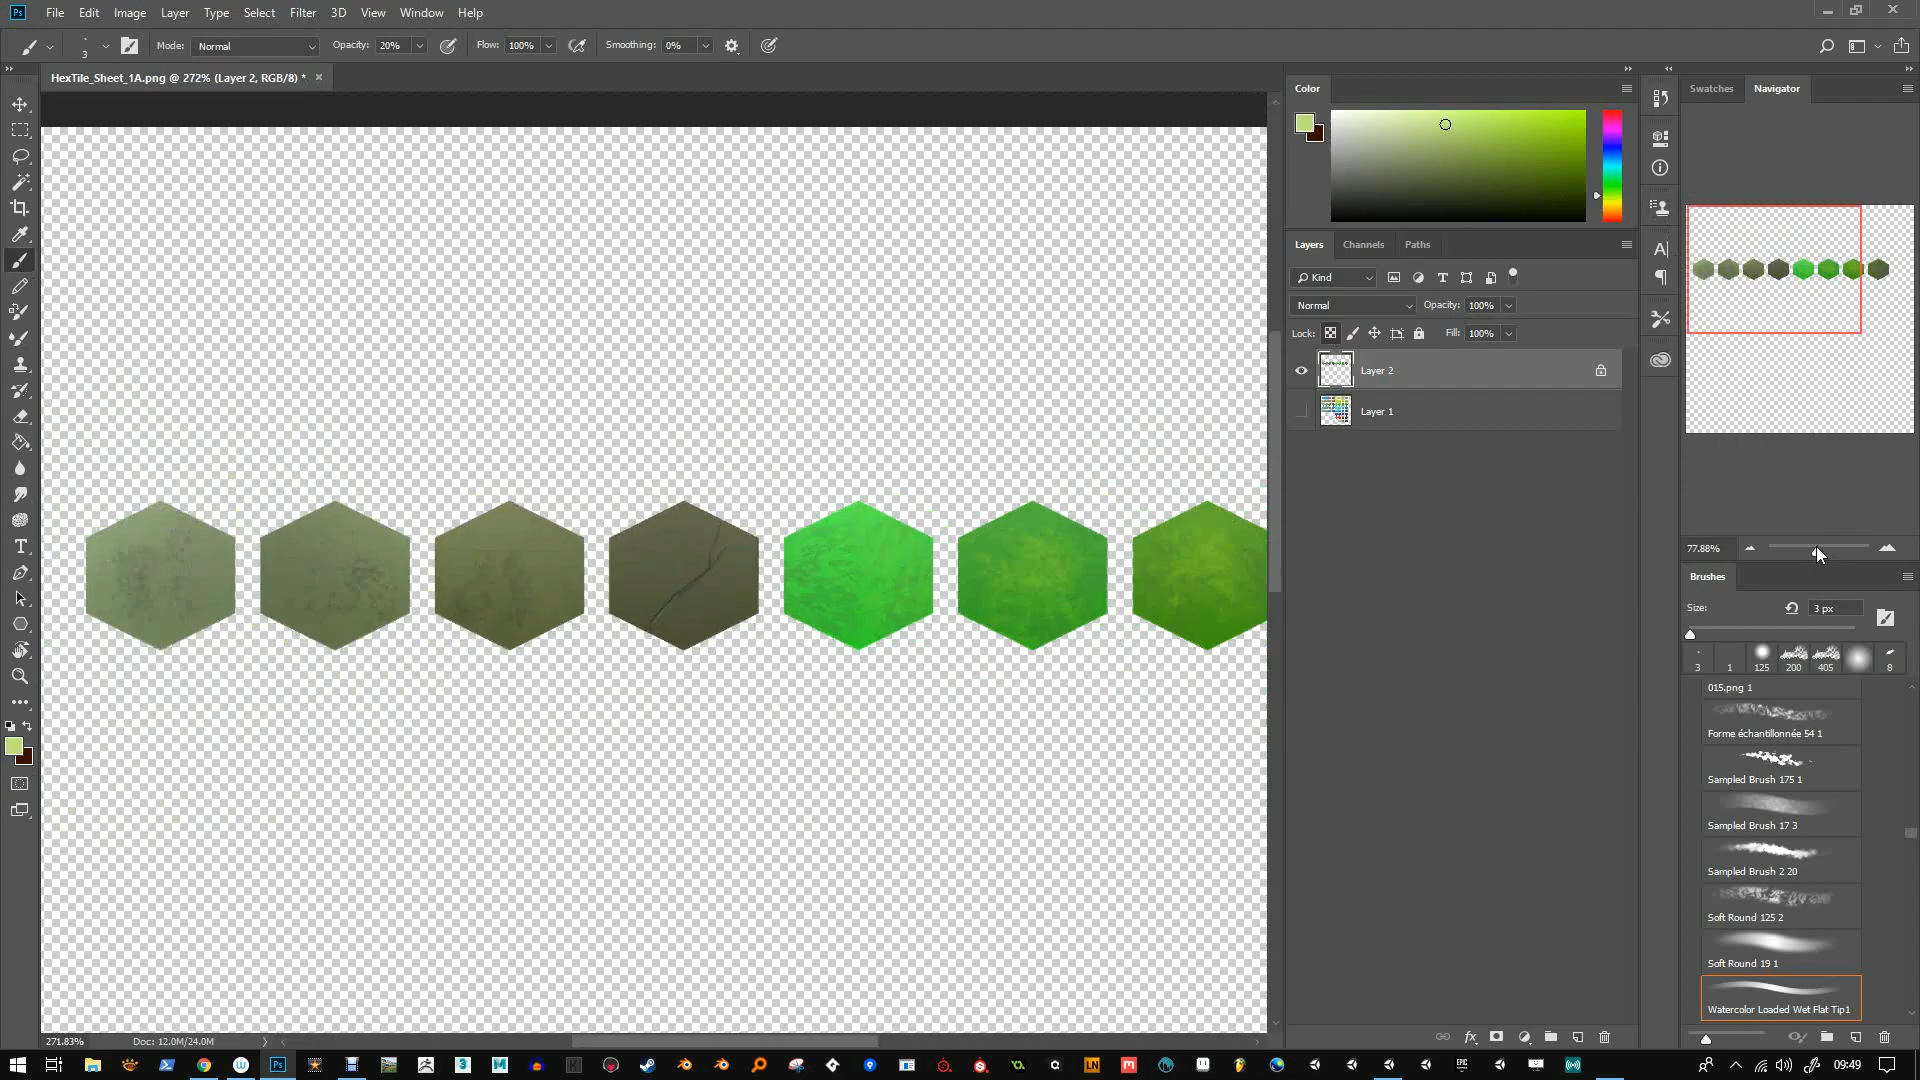 Ps File Edit Image Layer Type Select Filter 3D View Window Help
3 Mode: Normal Opacity: 20% Flow: 100% Smoothing: 0%
HexTile_Sheet_1A.png @ 272% (Layer 2, RGB/8) *
Color
Swatches Navigator
Layers Channels Paths
Kind
Normal Opacity: 100%
Lock: Fill: 100%
Layer 2
Layer 1
77.88%
Brushes
Size: 3 px
3 1 125 200 405 8
015.png 1
Forme échantillonnée 54 1
Sampled Brush 175 1
Sampled Brush 17 3
Sampled Brush 2 20
Soft Round 125 2
Soft Round 19 1
Watercolor Loaded Wet Flat Tip1
271.83% Doc: 12.0M/24.0M
09:49